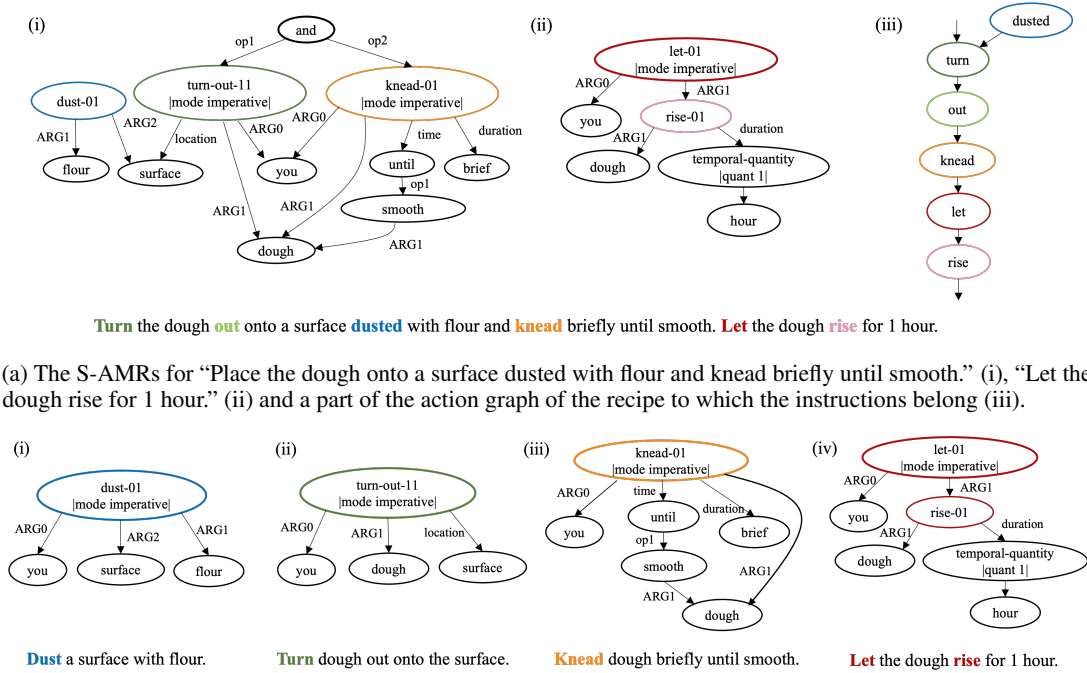 (i)
and
op1
op2
dust-01
ARG1
ARG2
flour
surface
turn-out-11
|mode imperative|
location
ARG0
ARG1
knead-01
|mode imperative|
ARG0
ARG1
time
duration
you
until
brief
op1
smooth
ARG1
dough
(ii)
let-01
|mode imperative|
ARG0
ARG1
you
rise-01
ARG1
duration
dough
temporal-quantity
|quant 1|
hour
(iii)
dusted
turn
out
knead
let
rise
Turn the dough out onto a surface dusted with flour and knead briefly until smooth. Let the dough rise for 1 hour.
(a) The S-AMRs for “Place the dough onto a surface dusted with flour and knead briefly until smooth.” (i), “Let the
dough rise for 1 hour.” (ii) and a part of the action graph of the recipe to which the instructions belong (iii).
(i)
dust-01
|mode imperative|
ARG0
ARG2
ARG1
you
surface
flour
Dust a surface with flour.
(ii)
turn-out-11
|mode imperative|
ARG0
ARG1
location
you
dough
surface
Turn dough out onto the surface.
(iii)
knead-01
|mode imperative|
ARG0
time
duration
you
until
brief
op1
smooth
ARG1
ARG1
dough
Knead dough briefly until smooth.
(iv)
let-01
|mode imperative|
ARG0
ARG1
you
rise-01
ARG1
duration
dough
temporal-quantity
|quant 1|
hour
Let the dough rise for 1 hour.